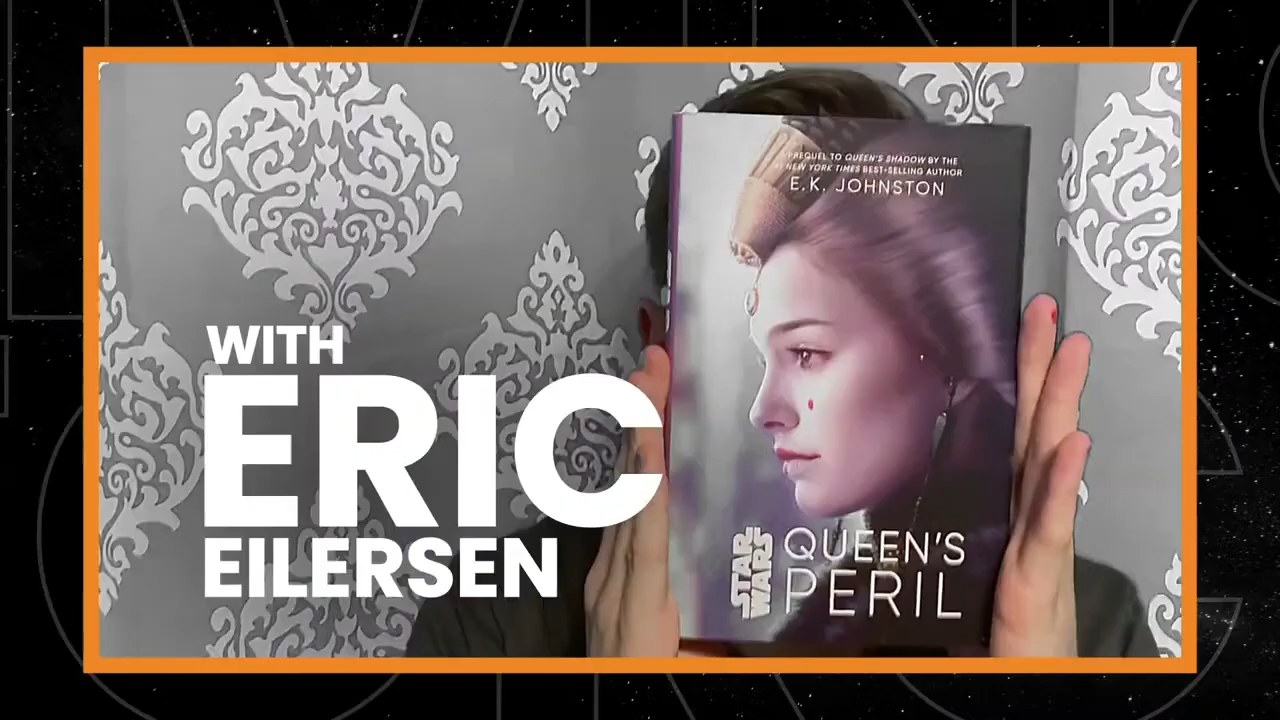 WITH
ERIC
EILERSEN
PREQUEL TO QUEEN'S SHADOW BY THE
NEW YORK TIMES BEST-SELLING AUTHOR
E.K. JOHNSTON
STAR
WARS
QUEEN'S
PERIL